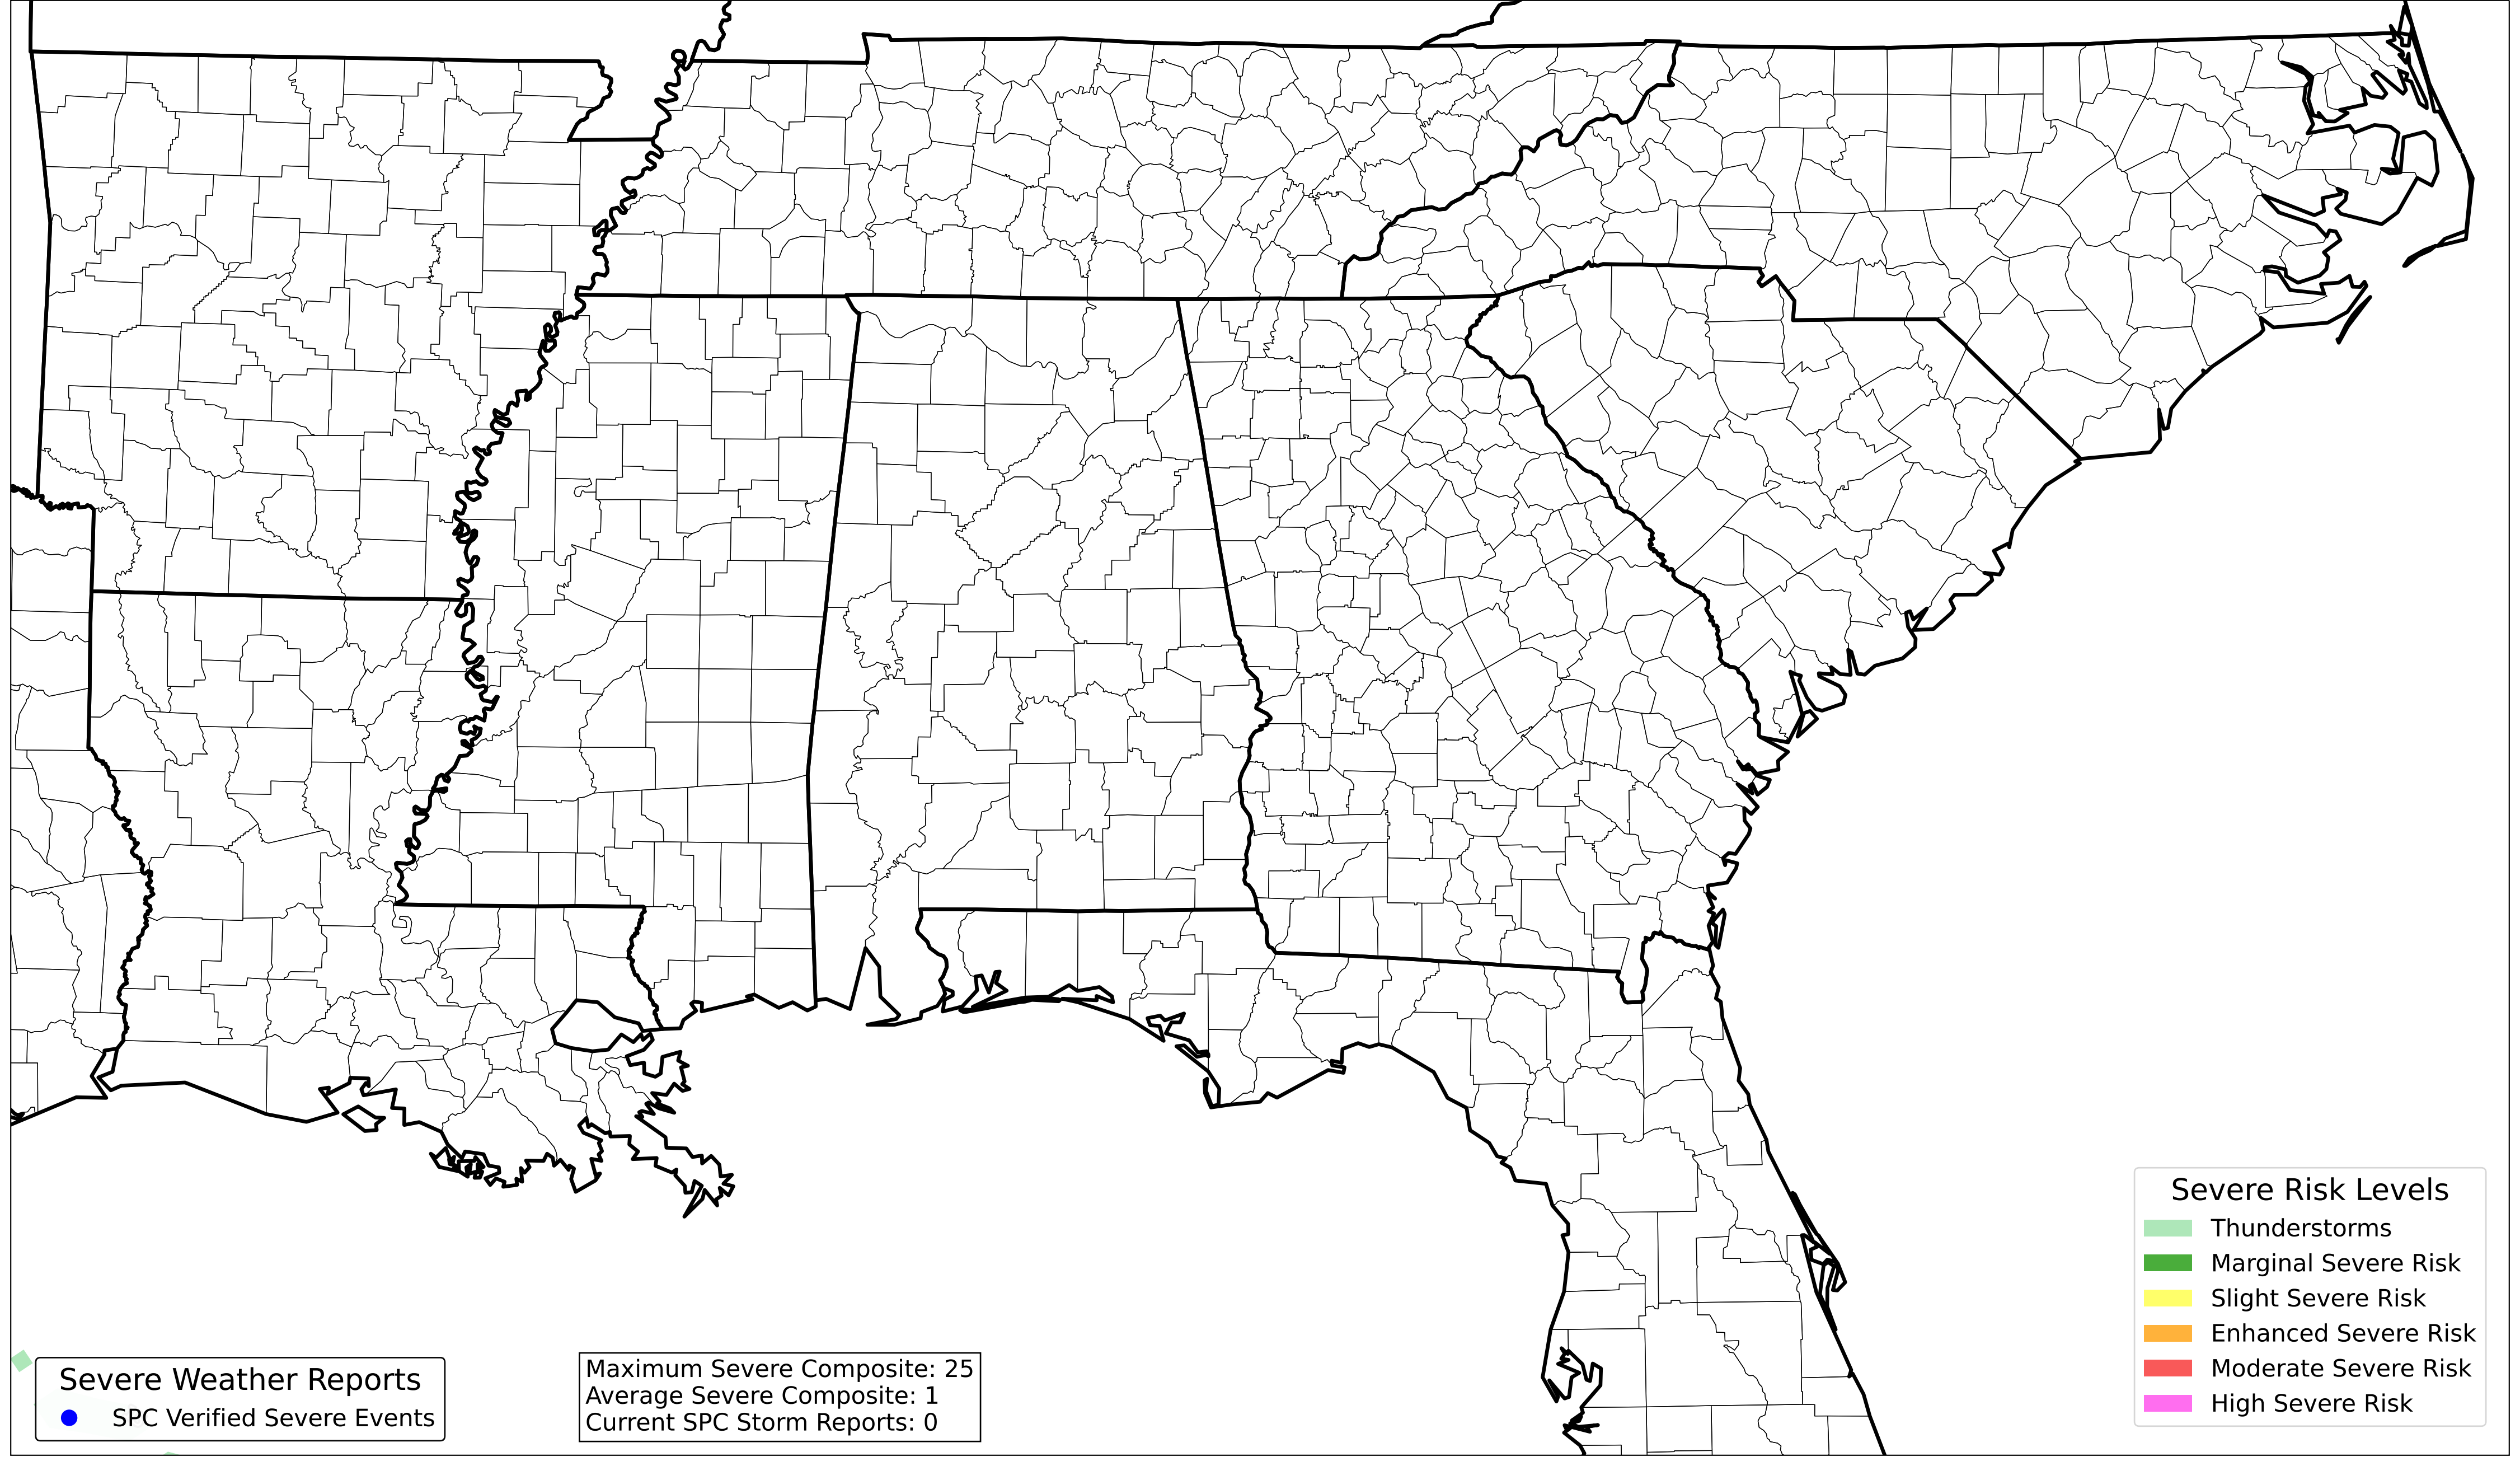 Severe Risk Levels
Thunderstorms
Marginal Severe Risk
Slight Severe Risk
Enhanced Severe Risk
Moderate Severe Risk
High Severe Risk
Severe Weather Reports
SPC Verified Severe Events
Maximum Severe Composite: 25
Average Severe Composite: 1
Current SPC Storm Reports: 0